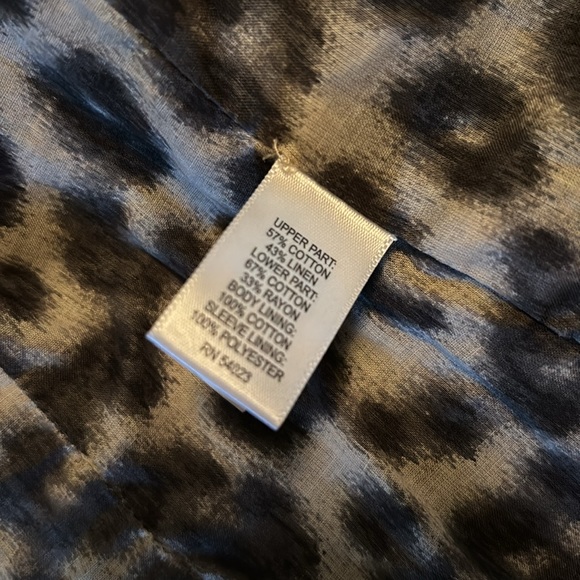 UPPER PART:
57% COTTON
43% LINEN
LOWER PART:
67% COTTON
33% RAYON
BODY LINING:
100% COTTON
SLEEVE LINING:
100% POLYESTER
RN 54023